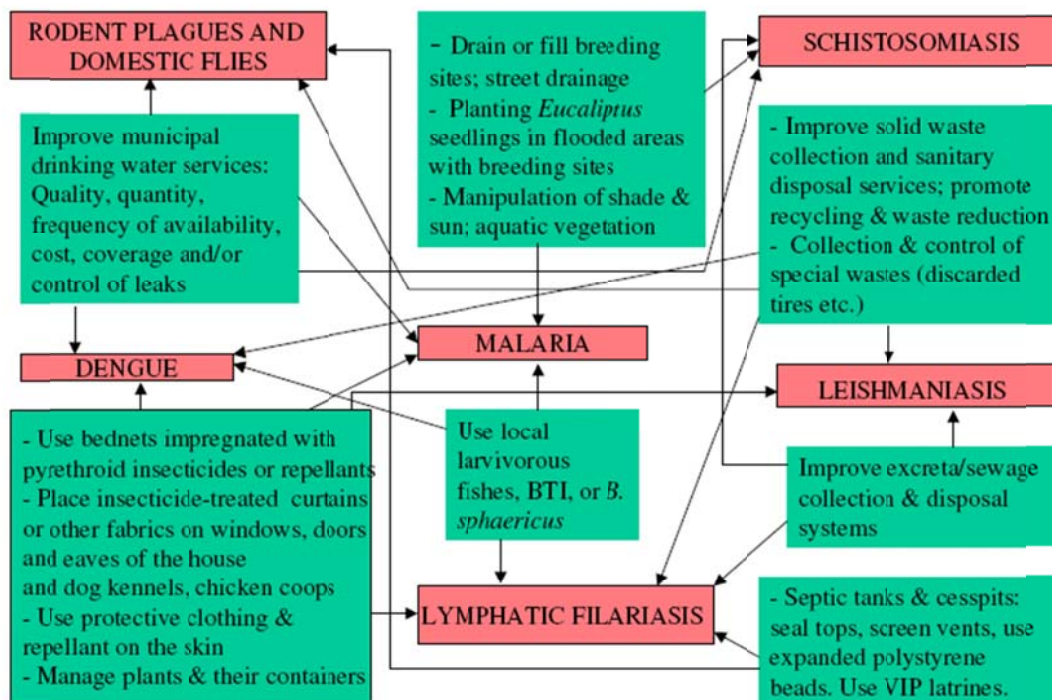 RODENT PLAGUES AND
DOMESTIC FLIES
– Drain or fill breeding
sites; street drainage
- Planting Eucaliptus
seedlings in flooded areas
with breeding sites
- Manipulation of shade &
sun; aquatic vegetation
SCHISTOSOMIASIS
Improve municipal
drinking water services:
Quality, quantity,
frequency of availability,
cost, coverage and/or
control of leaks
- Improve solid waste
collection and sanitary
disposal services; promote
recycling & waste reduction
- Collection & control of
special wastes (discarded
tires etc.)
DENGUE
MALARIA
LEISHMANIASIS
- Use bednets impregnated with
pyrethroid insecticides or repellants
- Place insecticide-treated curtains
or other fabrics on windows, doors
and eaves of the house
and dog kennels, chicken coops
- Use protective clothing &
repellant on the skin
- Manage plants & their containers
Use local
larvivorous
fishes, BTI, or B.
sphaericus
Improve excreta/sewage
collection & disposal
systems
LYMPHATIC FILARIASIS
- Septic tanks & cesspits:
seal tops, screen vents, use
expanded polystyrene
beads. Use VIP latrines.